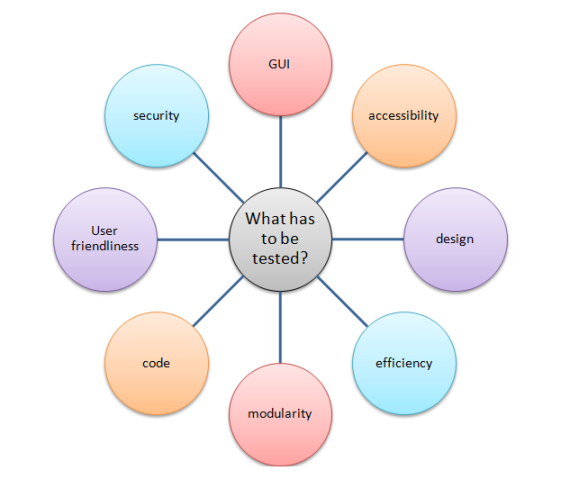 GUI
security
accessibility
What has
to be
tested?
User
friendliness
design
code
efficiency
modularity